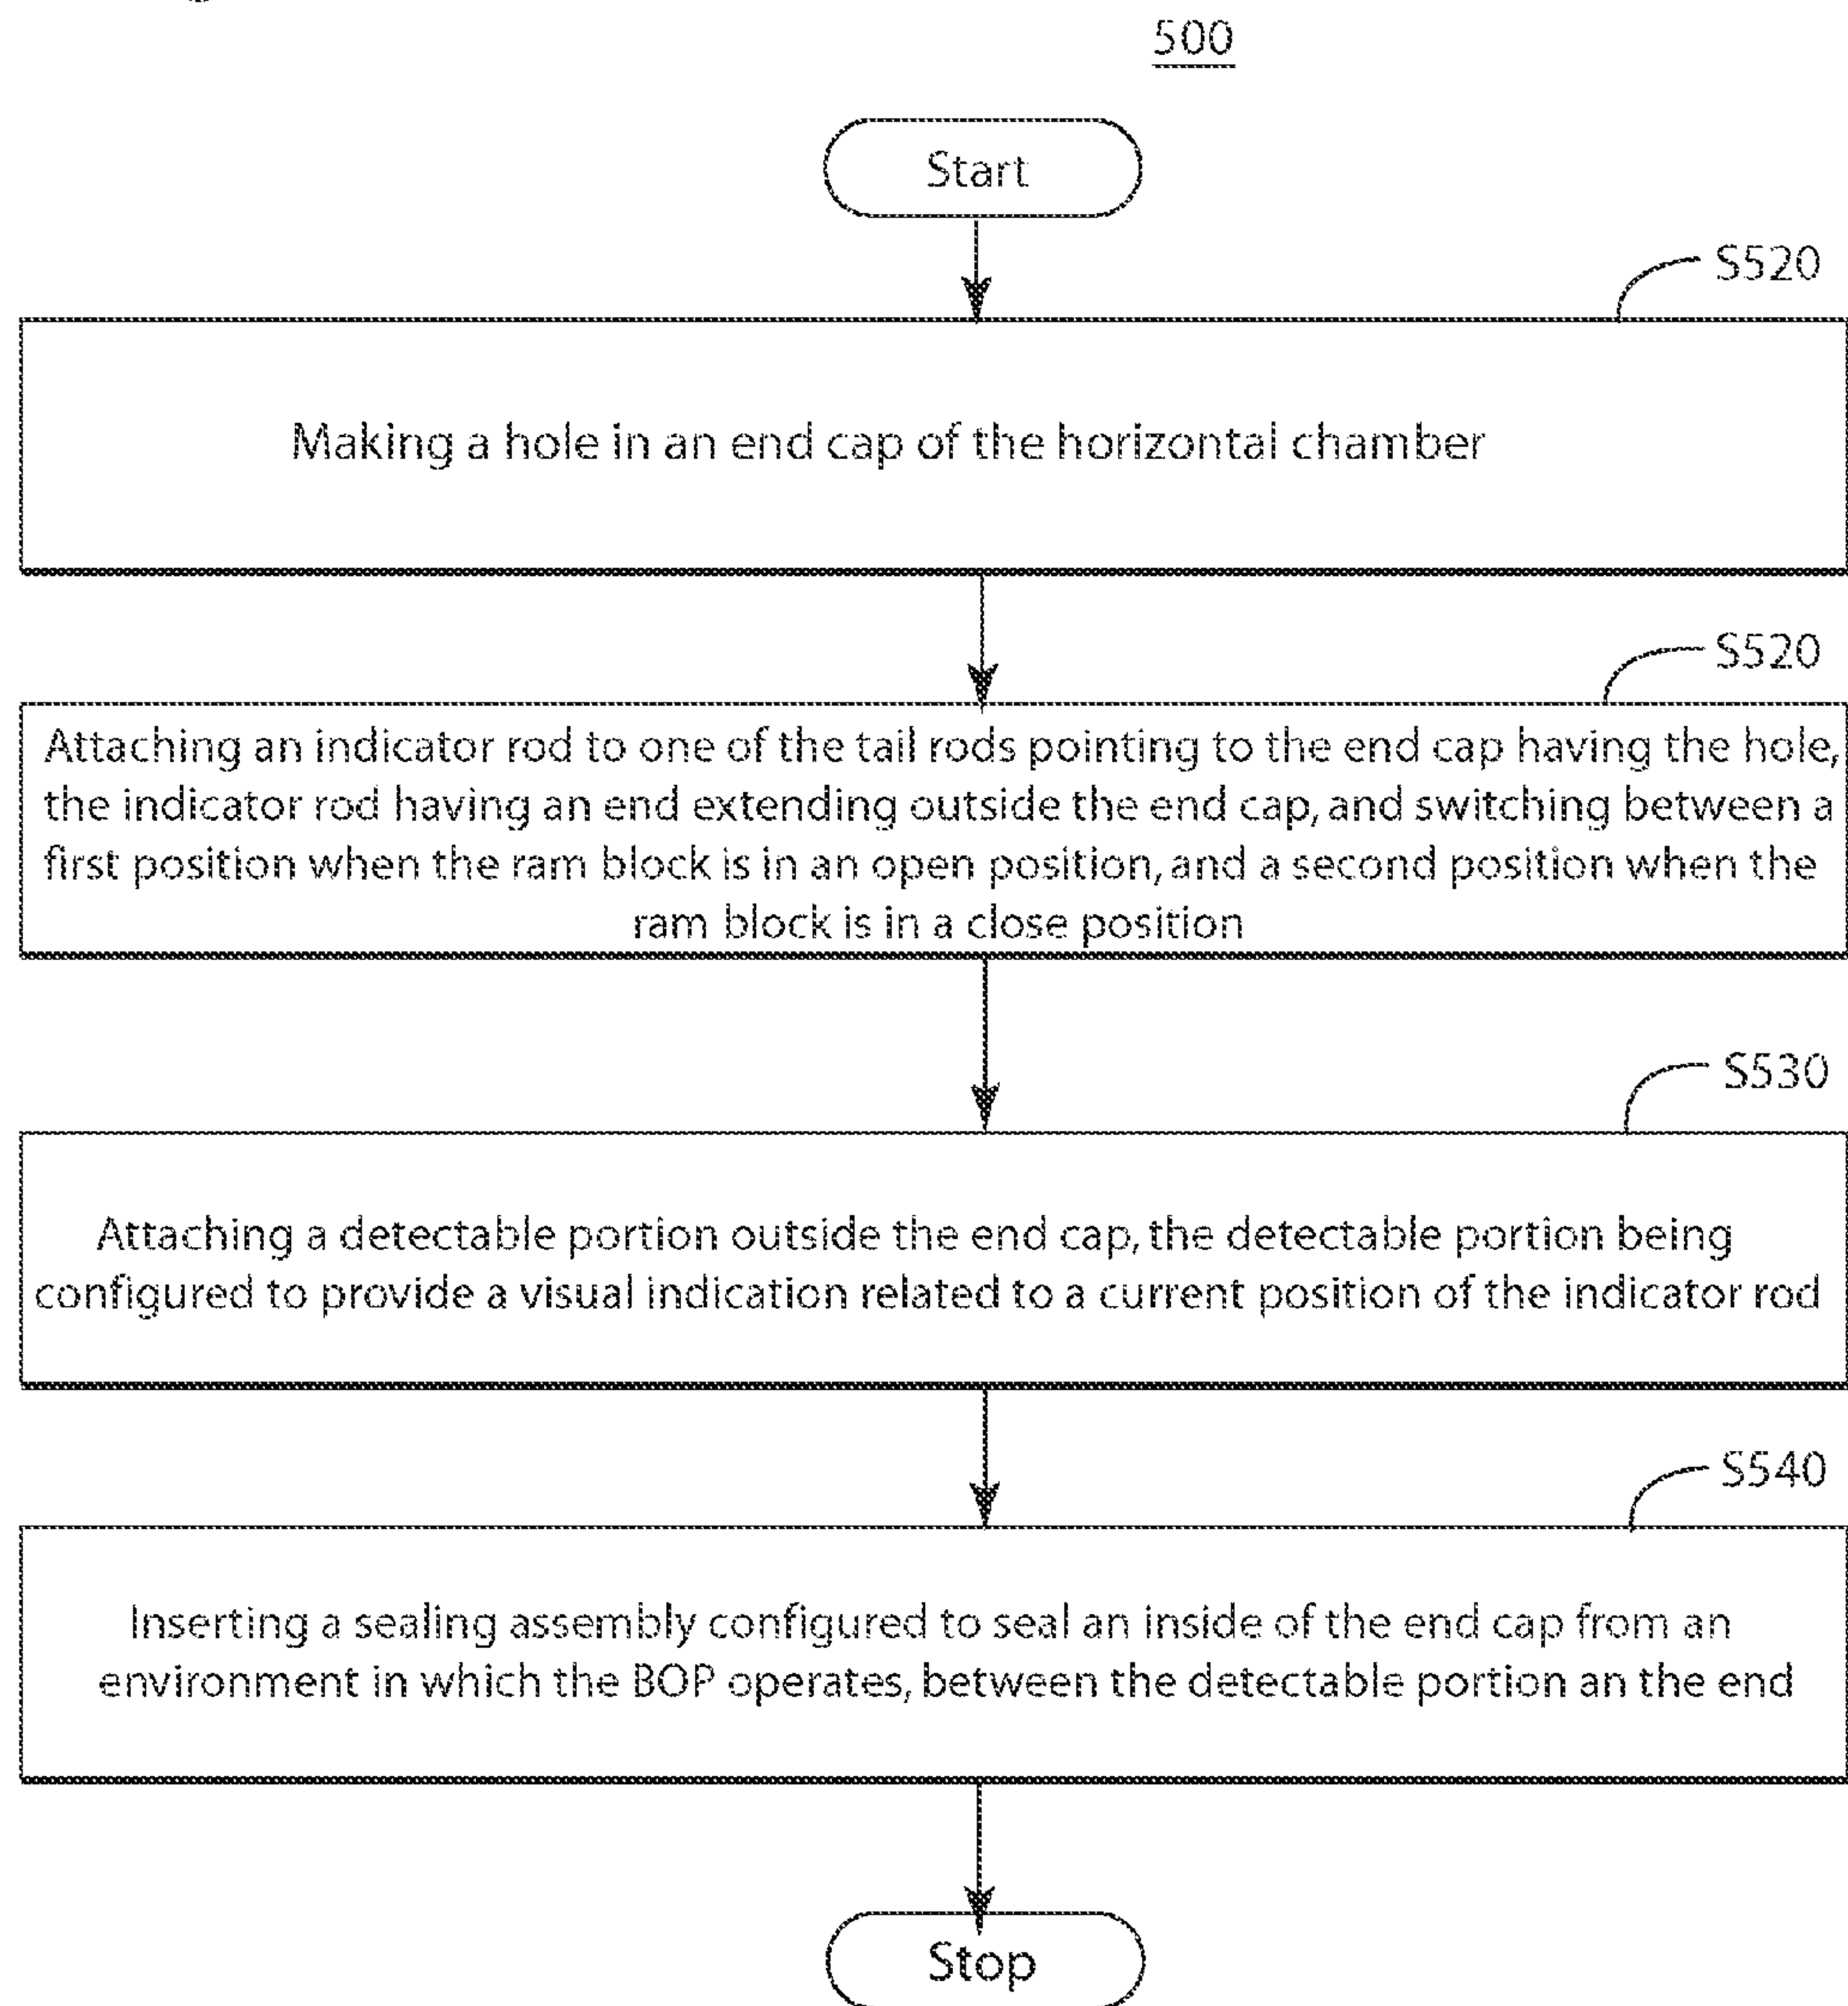 500
Start
S520
Making a hole in an end cap of the horizontal chamber
S520
Attaching an indicator rod to one of the tail rods pointing to the end cap having the hole,
the indicator rod having an end extending outside the end cap, and switching between a
first position when the ram block is in an open position, and a second position when the
ram block is in a close position
S530
Attaching a detectable portion outside the end cap, the detectable portion being
configured to provide a visual indication related to a current position of the indicator rod
S540
Inserting a sealing assembly configured to seal an inside of the end cap from an
environment in which the BOP operates, between the detectable portion an the end
Stop